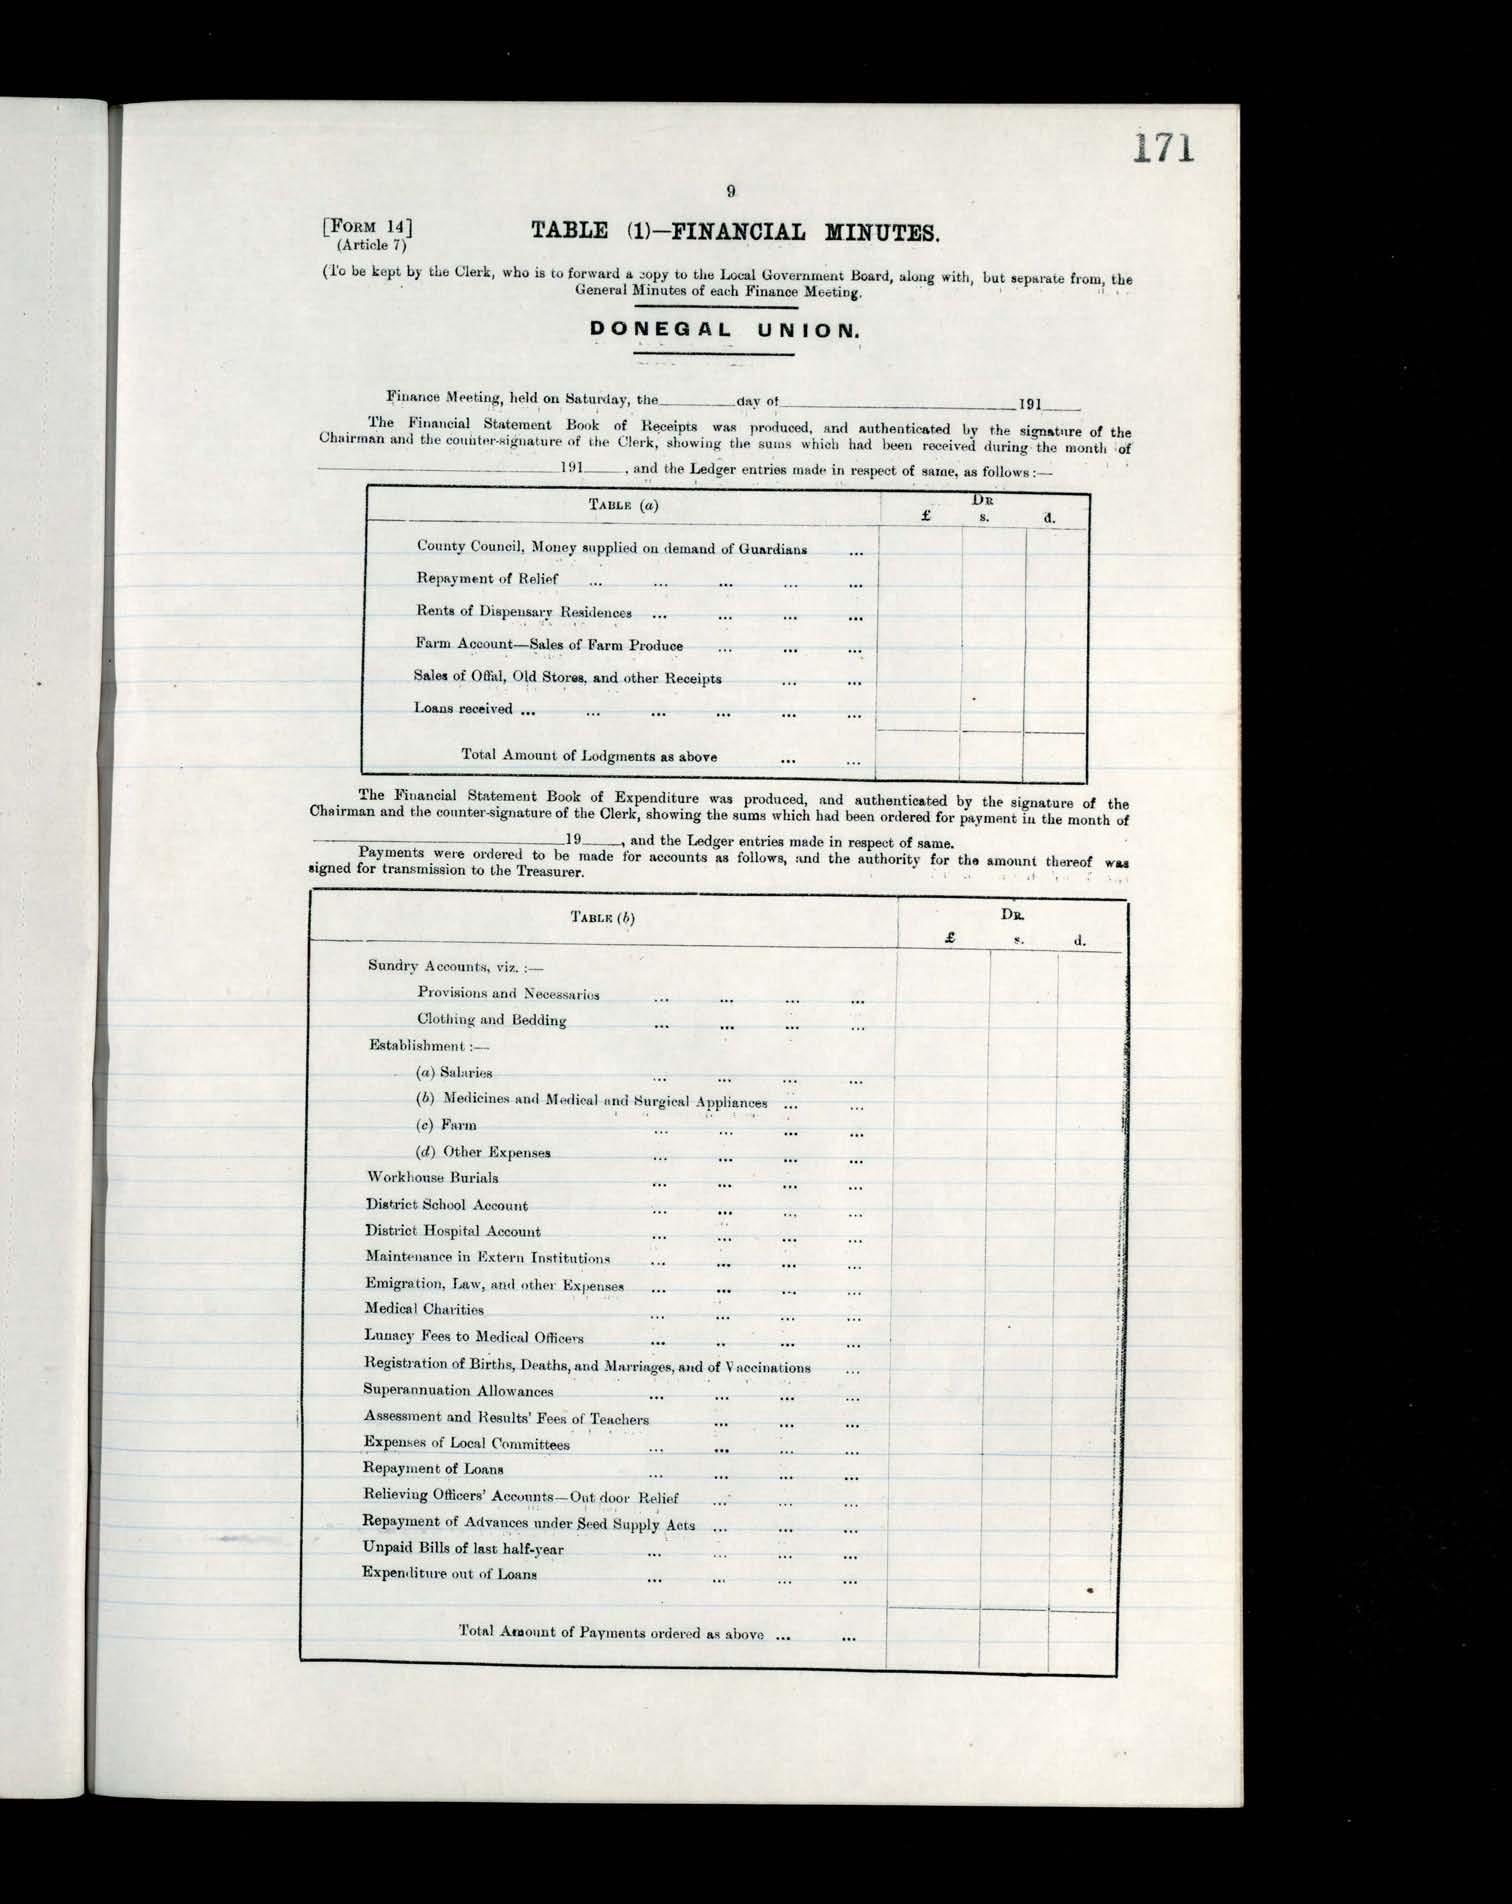 171
9
[FORM 14]
(Article 7)
TABLE (1)—FINANCIAL MINUTES.
(To be kept by the Clerk, who is to forward a copy to the Local Government Board, along with, but separate from, the
General Minutes of each Finance Meeting.
DONEGAL UNION.
Finance Meeting, held on Saturday, the________day of________________________191____
The Financial Statement Book of Receipts was produced, and authenticated by the signature of the
Chairman and the counter-signature of the Clerk, showing the sums which had been received during the month of
________________________191____, and the Ledger entries made in respect of same, as follows:—
TABLE (a)
DR
£ s. d.
County Council, Money supplied on demand of Guardians ...
Repayment of Relief ... ... ... ... ...
Rents of Dispensary Residences ... ... ... ...
Farm Account—Sales of Farm Produce ... ... ...
Sales of Offal, Old Stores, and other Receipts ... ...
Loans received ... ... ... ... ... ...
Total Amount of Lodgments as above ... ...
The Financial Statement Book of Expenditure was produced, and authenticated by the signature of the
Chairman and the counter-signature of the Clerk, showing the sums which had been ordered for payment in the month of
________________________19____, and the Ledger entries made in respect of same.
Payments were ordered to be made for accounts as follows, and the authority for the amount thereof was
signed for transmission to the Treasurer.
TABLE (b)
DR.
£ s. d.
Sundry Accounts, viz. :—
Provisions and Necessaries ... ... ... ...
Clothing and Bedding ... ... ... ...
Establishment :—
(a) Salaries ... ... ... ...
(b) Medicines and Medical and Surgical Appliances ... ...
(c) Farm ... ... ... ...
(d) Other Expenses ... ... ... ...
Workhouse Burials ... ... ... ...
District School Account ... ... ... ...
District Hospital Account ... ... ... ...
Maintenance in Extern Institutions ... ... ... ...
Emigration, Law, and other Expenses ... ... ... ...
Medical Charities ... ... ... ...
Lunacy Fees to Medical Officers ... .. ... ...
Registration of Births, Deaths, and Marriages, and of Vaccinations ...
Superannuation Allowances ... ... ... ...
Assessment and Results' Fees of Teachers ... ... ...
Expenses of Local Committees ... ... ... ...
Repayment of Loans ... ... ... ...
Relieving Officers' Accounts—Out door Relief ... ... ...
Repayment of Advances under Seed Supply Acts ... ... ...
Unpaid Bills of last half-year ... ... ... ...
Expenditure out of Loans ... ... ... ...
Total Amount of Payments ordered as above ... ...